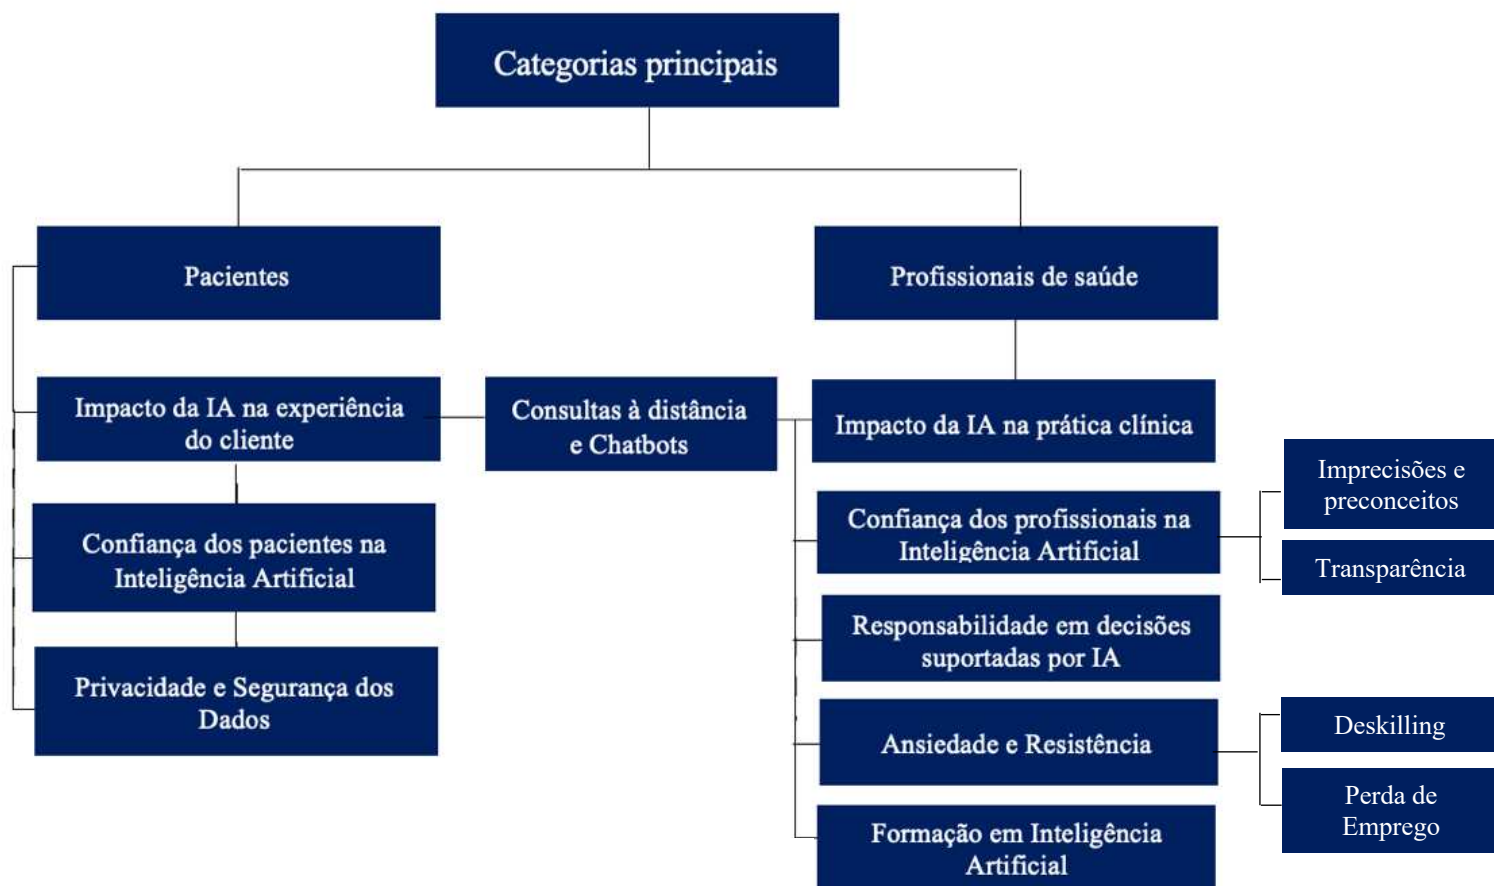 Categorias principais
Pacientes
Profissionais de saúde
Impacto da IA na experiência
do cliente
Consultas à distância
e Chatbots
Impacto da IA na prática clínica
Confiança dos pacientes na
Inteligência Artificial
Confiança dos profissionais na
Inteligência Artificial
Imprecisões e
preconceitos
Transparência
Responsabilidade em decisões
suportadas por IA
Privacidade e Segurança dos
Dados
Ansiedade e Resistência
Deskilling
Perda de
Emprego
Formação em Inteligência
Artificial